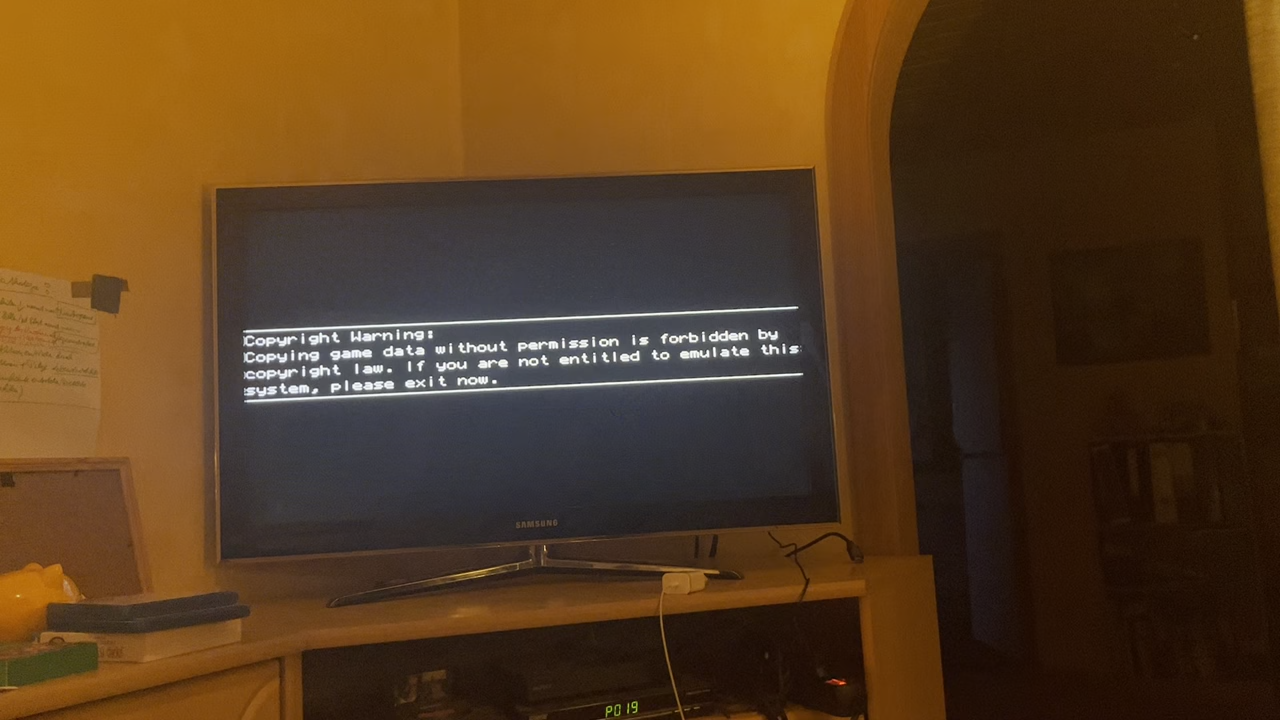 Copyright Warning:
Copying game data without permission is forbidden by
copyright law. If you are not entitled to emulate this
system, please exit now.
SAMSUNG
P019